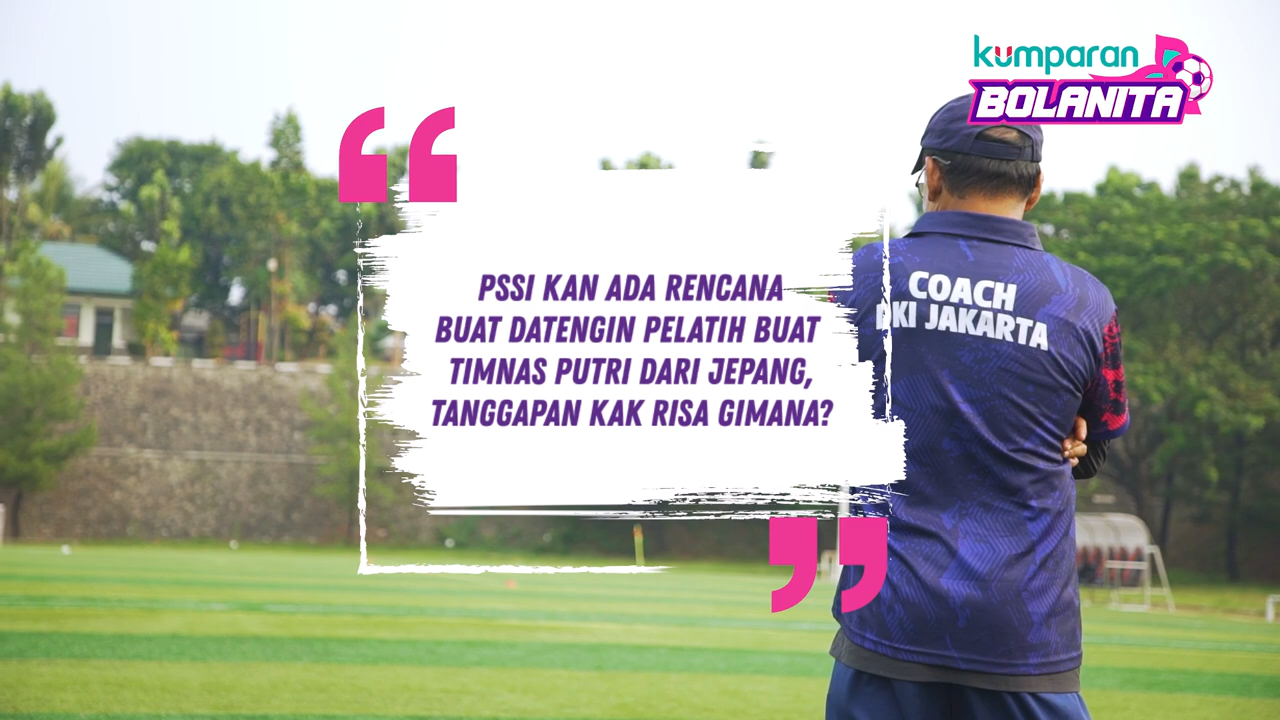 kumparan
BOLANITA
PSSI KAN ADA RENCANA
BUAT DATENGIN PELATIH BUAT
TIMNAS PUTRI DARI JEPANG,
TANGGAPAN KAK RISA GIMANA?
COACH
DKI JAKARTA